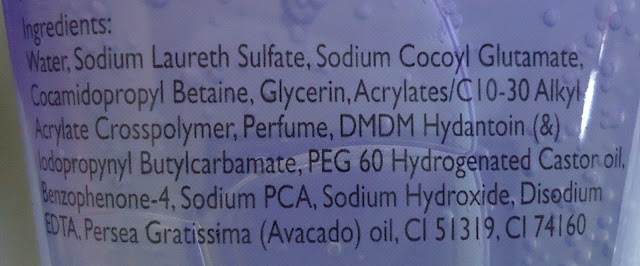 Ingredients:
Water, Sodium Laureth Sulfate, Sodium Cocoyl Glutamate,
Cocamidopropyl Betaine, Glycerin, Acrylates/C10-30 Alkyl
Acrylate Crosspolymer, Perfume, DMDM Hydantoin (&)
Iodopropynyl Butylcarbamate, PEG 60 Hydrogenated Castor oil,
Benzophenone-4, Sodium PCA, Sodium Hydroxide, Disodium
EDTA, Persea Gratissima (Avacado) oil, CI 51319, CI 74160